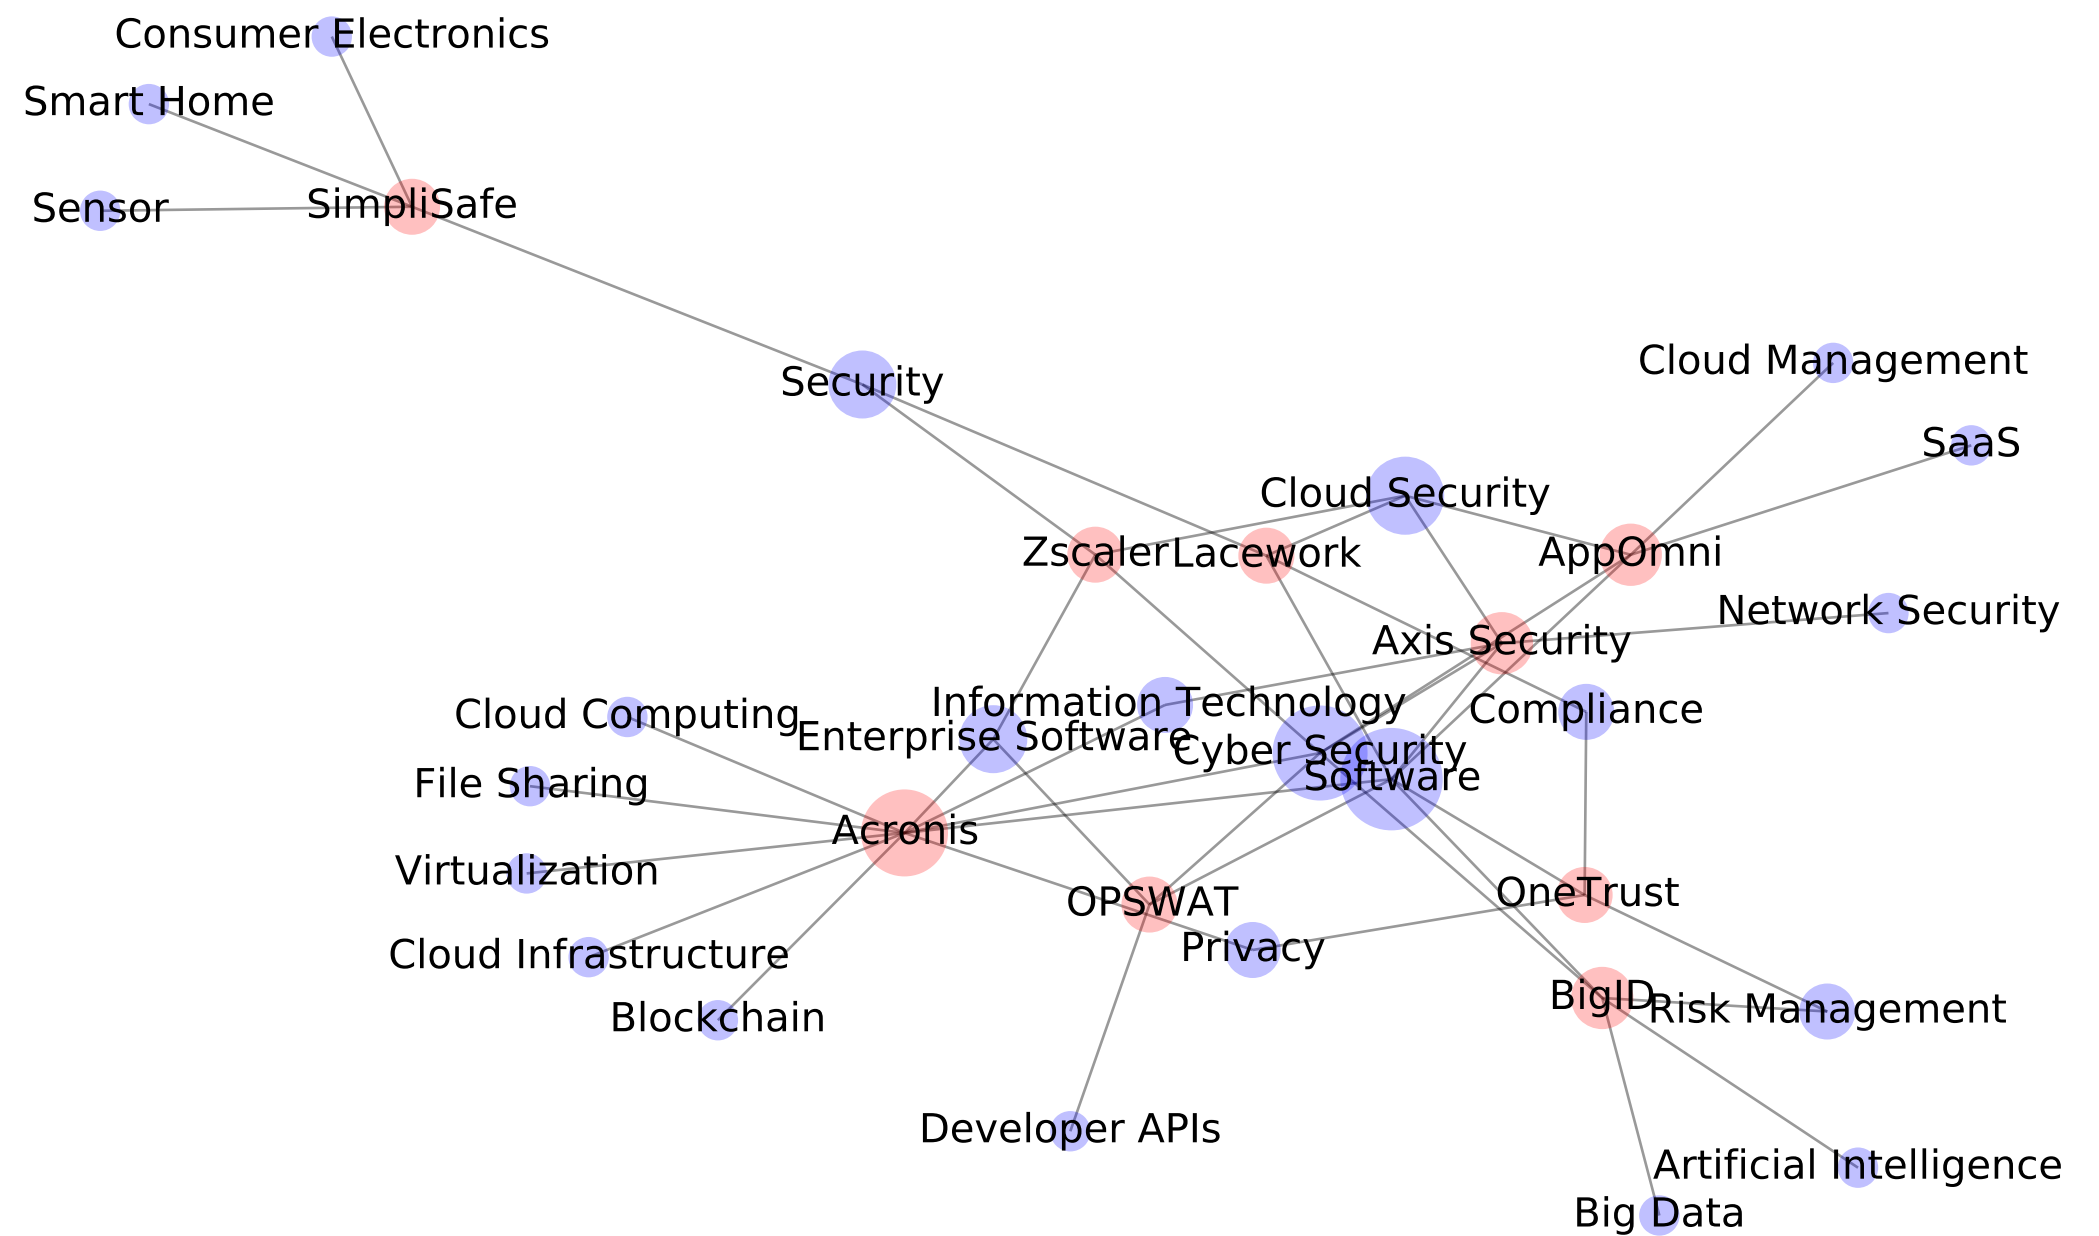 Consumer Electronics
Smart Home
Sensor
SimpliSafe
Security
Cloud Management
SaaS
Cloud Security
Zscaler
Lacework
AppOmni
Network Security
Axis Security
Information Technology
Compliance
Cloud Computing
Enterprise Software
Cyber Security
Software
File Sharing
Acronis
Virtualization
OPSWAT
OneTrust
Privacy
Cloud Infrastructure
BigID
Risk Management
Blockchain
Developer APIs
Artificial Intelligence
Big Data